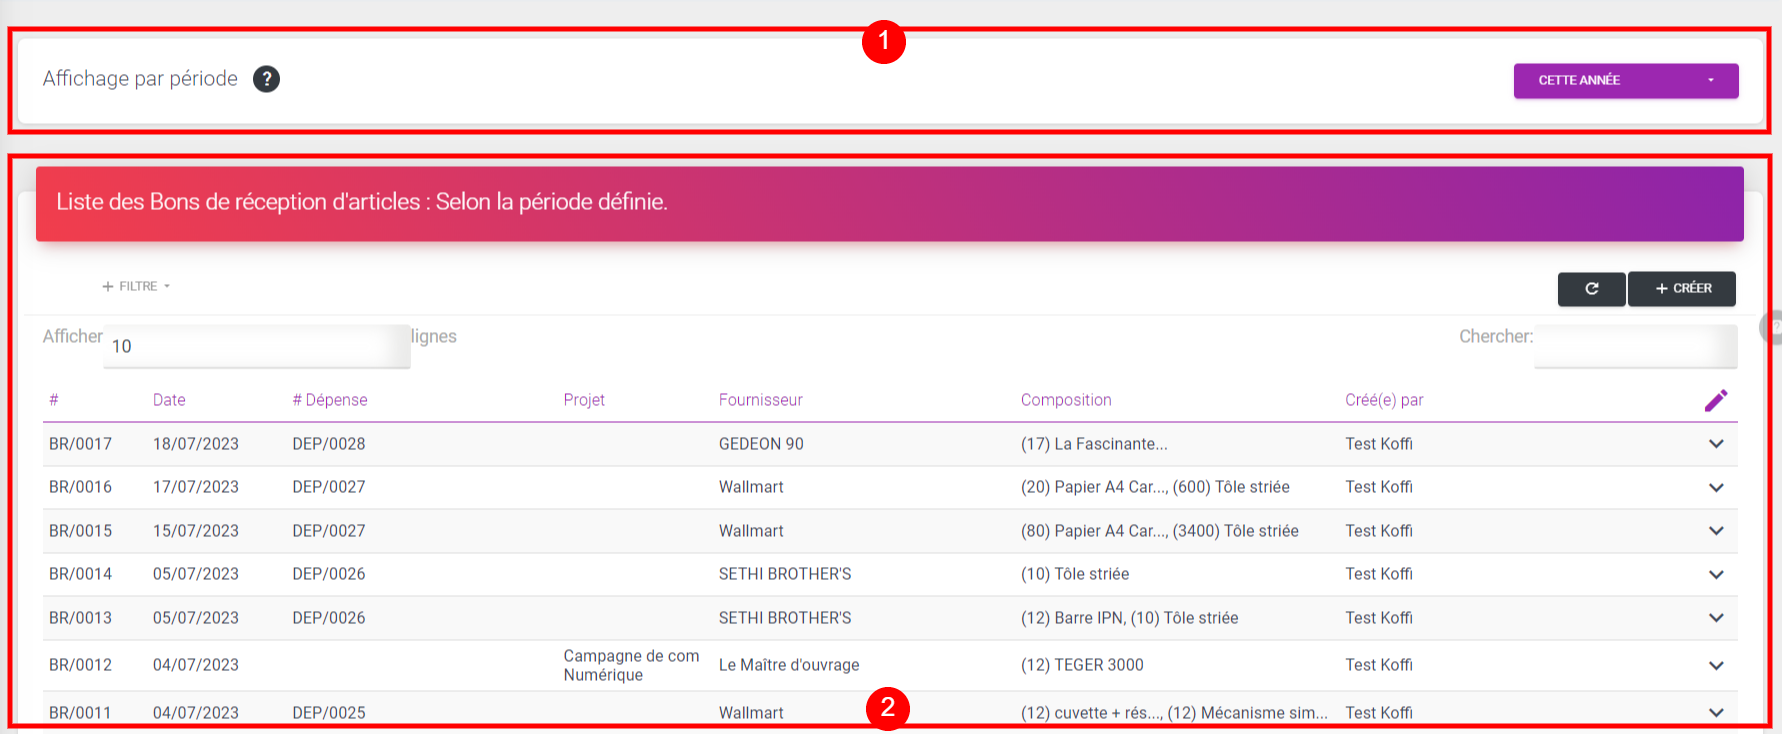 1
Affichage par période ?
CETTE ANNÉE
Liste des Bons de réception d'articles : Selon la période définie.
+ FILTRE
+ CRÉER
Afficher 10 lignes
Chercher:
# Date # Dépense Projet Fournisseur Composition Créé(e) par
BR/0017 18/07/2023 DEP/0028 GEDEON 90 (17) La Fascinante... Test Koffi
BR/0016 17/07/2023 DEP/0027 Wallmart (20) Papier A4 Car..., (600) Tôle striée Test Koffi
BR/0015 15/07/2023 DEP/0027 Wallmart (80) Papier A4 Car..., (3400) Tôle striée Test Koffi
BR/0014 05/07/2023 DEP/0026 SETHI BROTHER'S (10) Tôle striée Test Koffi
BR/0013 05/07/2023 DEP/0026 SETHI BROTHER'S (12) Barre IPN, (10) Tôle striée Test Koffi
BR/0012 04/07/2023 Campagne de com Numérique Le Maître d'ouvrage (12) TEGER 3000 Test Koffi
BR/0011 04/07/2023 DEP/0025 Wallmart (12) cuvette + rés..., (12) Mécanisme sim... Test Koffi
2
?